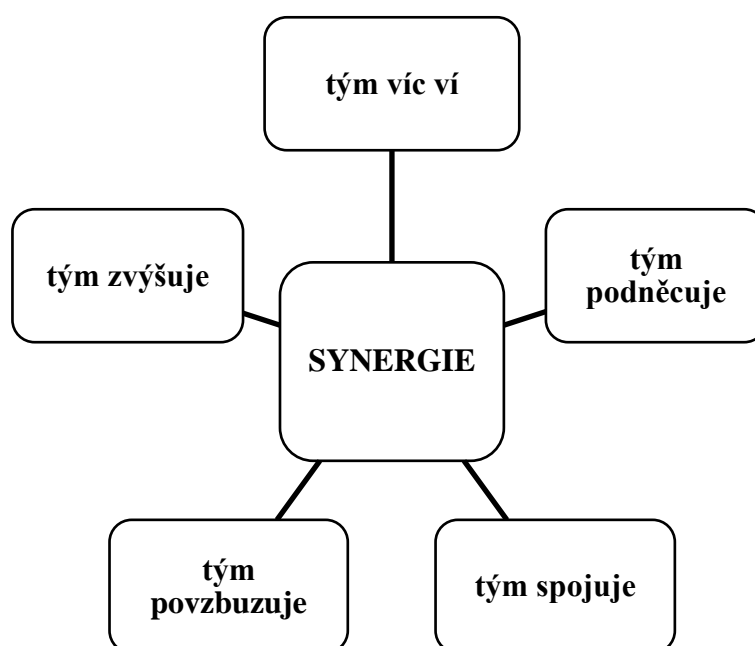 tým víc ví
tým zvýšuje
tým
podněcuje
SYNERGIE
tým
povzbuzuje
tým spojuje